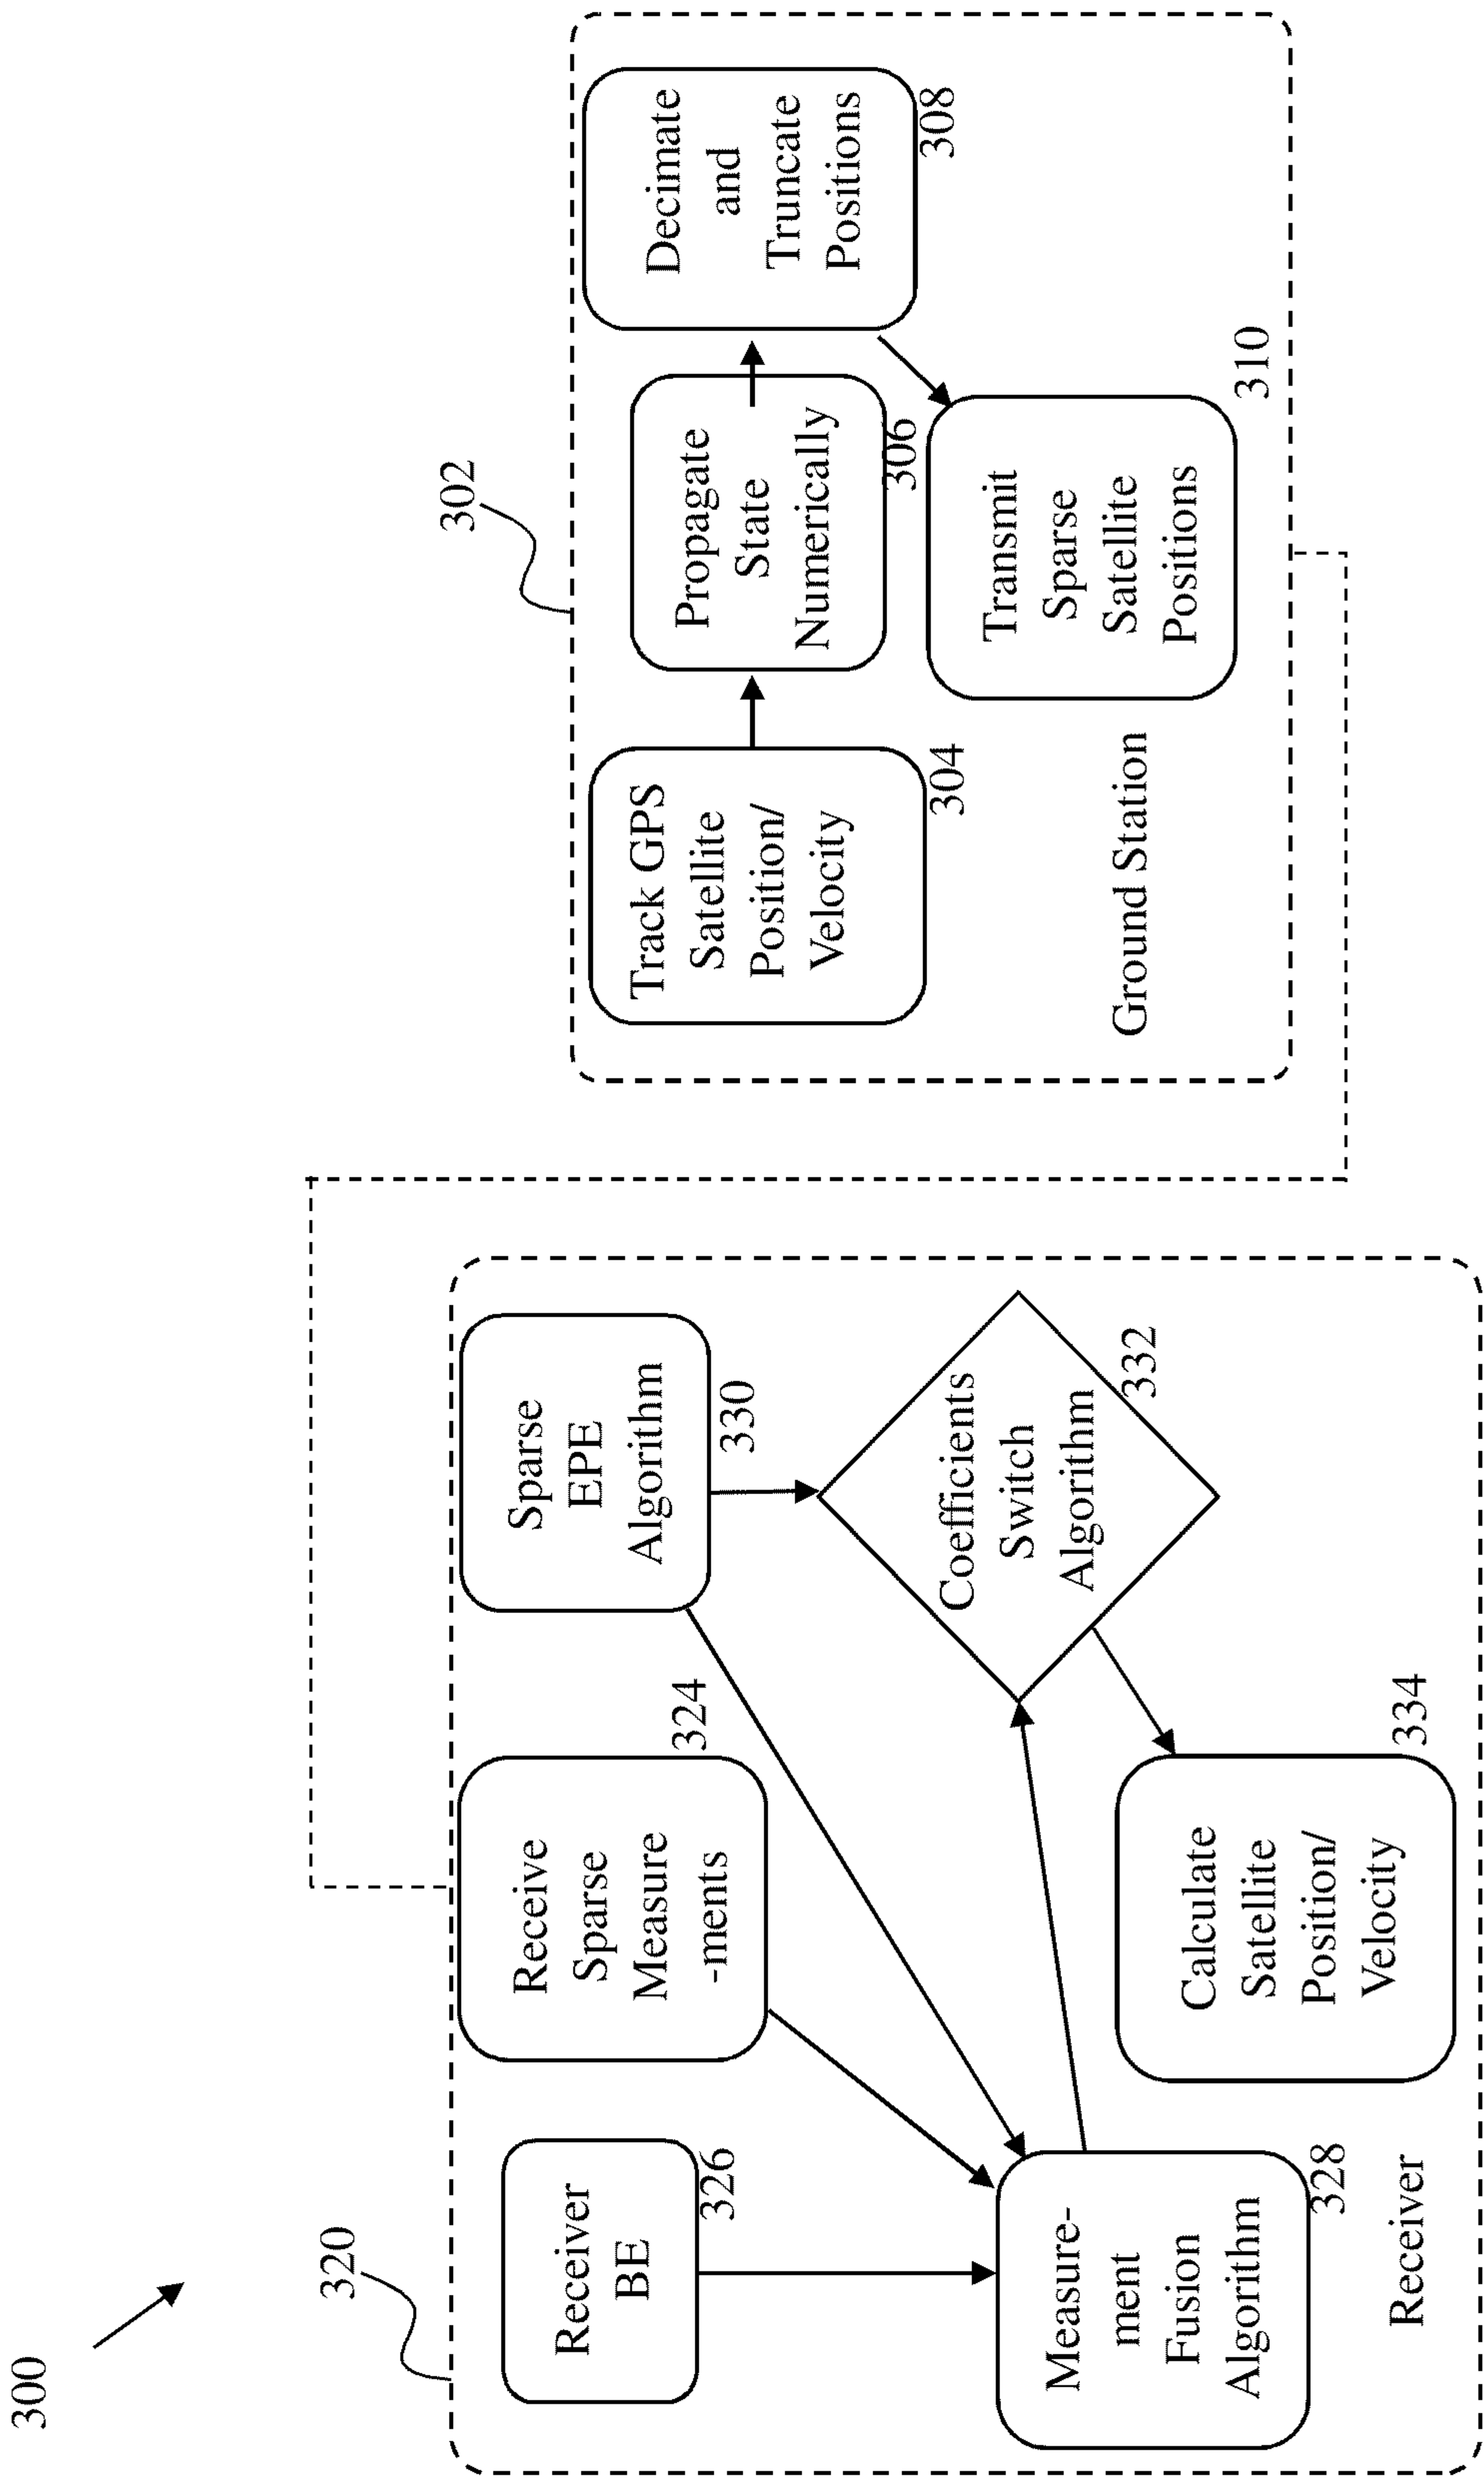 300
320
Receiver
BE
326
Receive
Sparse
Measure
-ments
324
Sparse
EPE
Algorithm
330
Measure-
ment
Fusion
Algorithm
328
Coefficients
Switch
Algorithm
332
Calculate
Satellite
Position/
Velocity
334
Receiver
302
Track GPS
Satellite
Position/
Velocity
304
Propagate
State
Numerically
306
Decimate
and
Truncate
Positions
308
Transmit
Sparse
Satellite
Positions
310
Ground Station